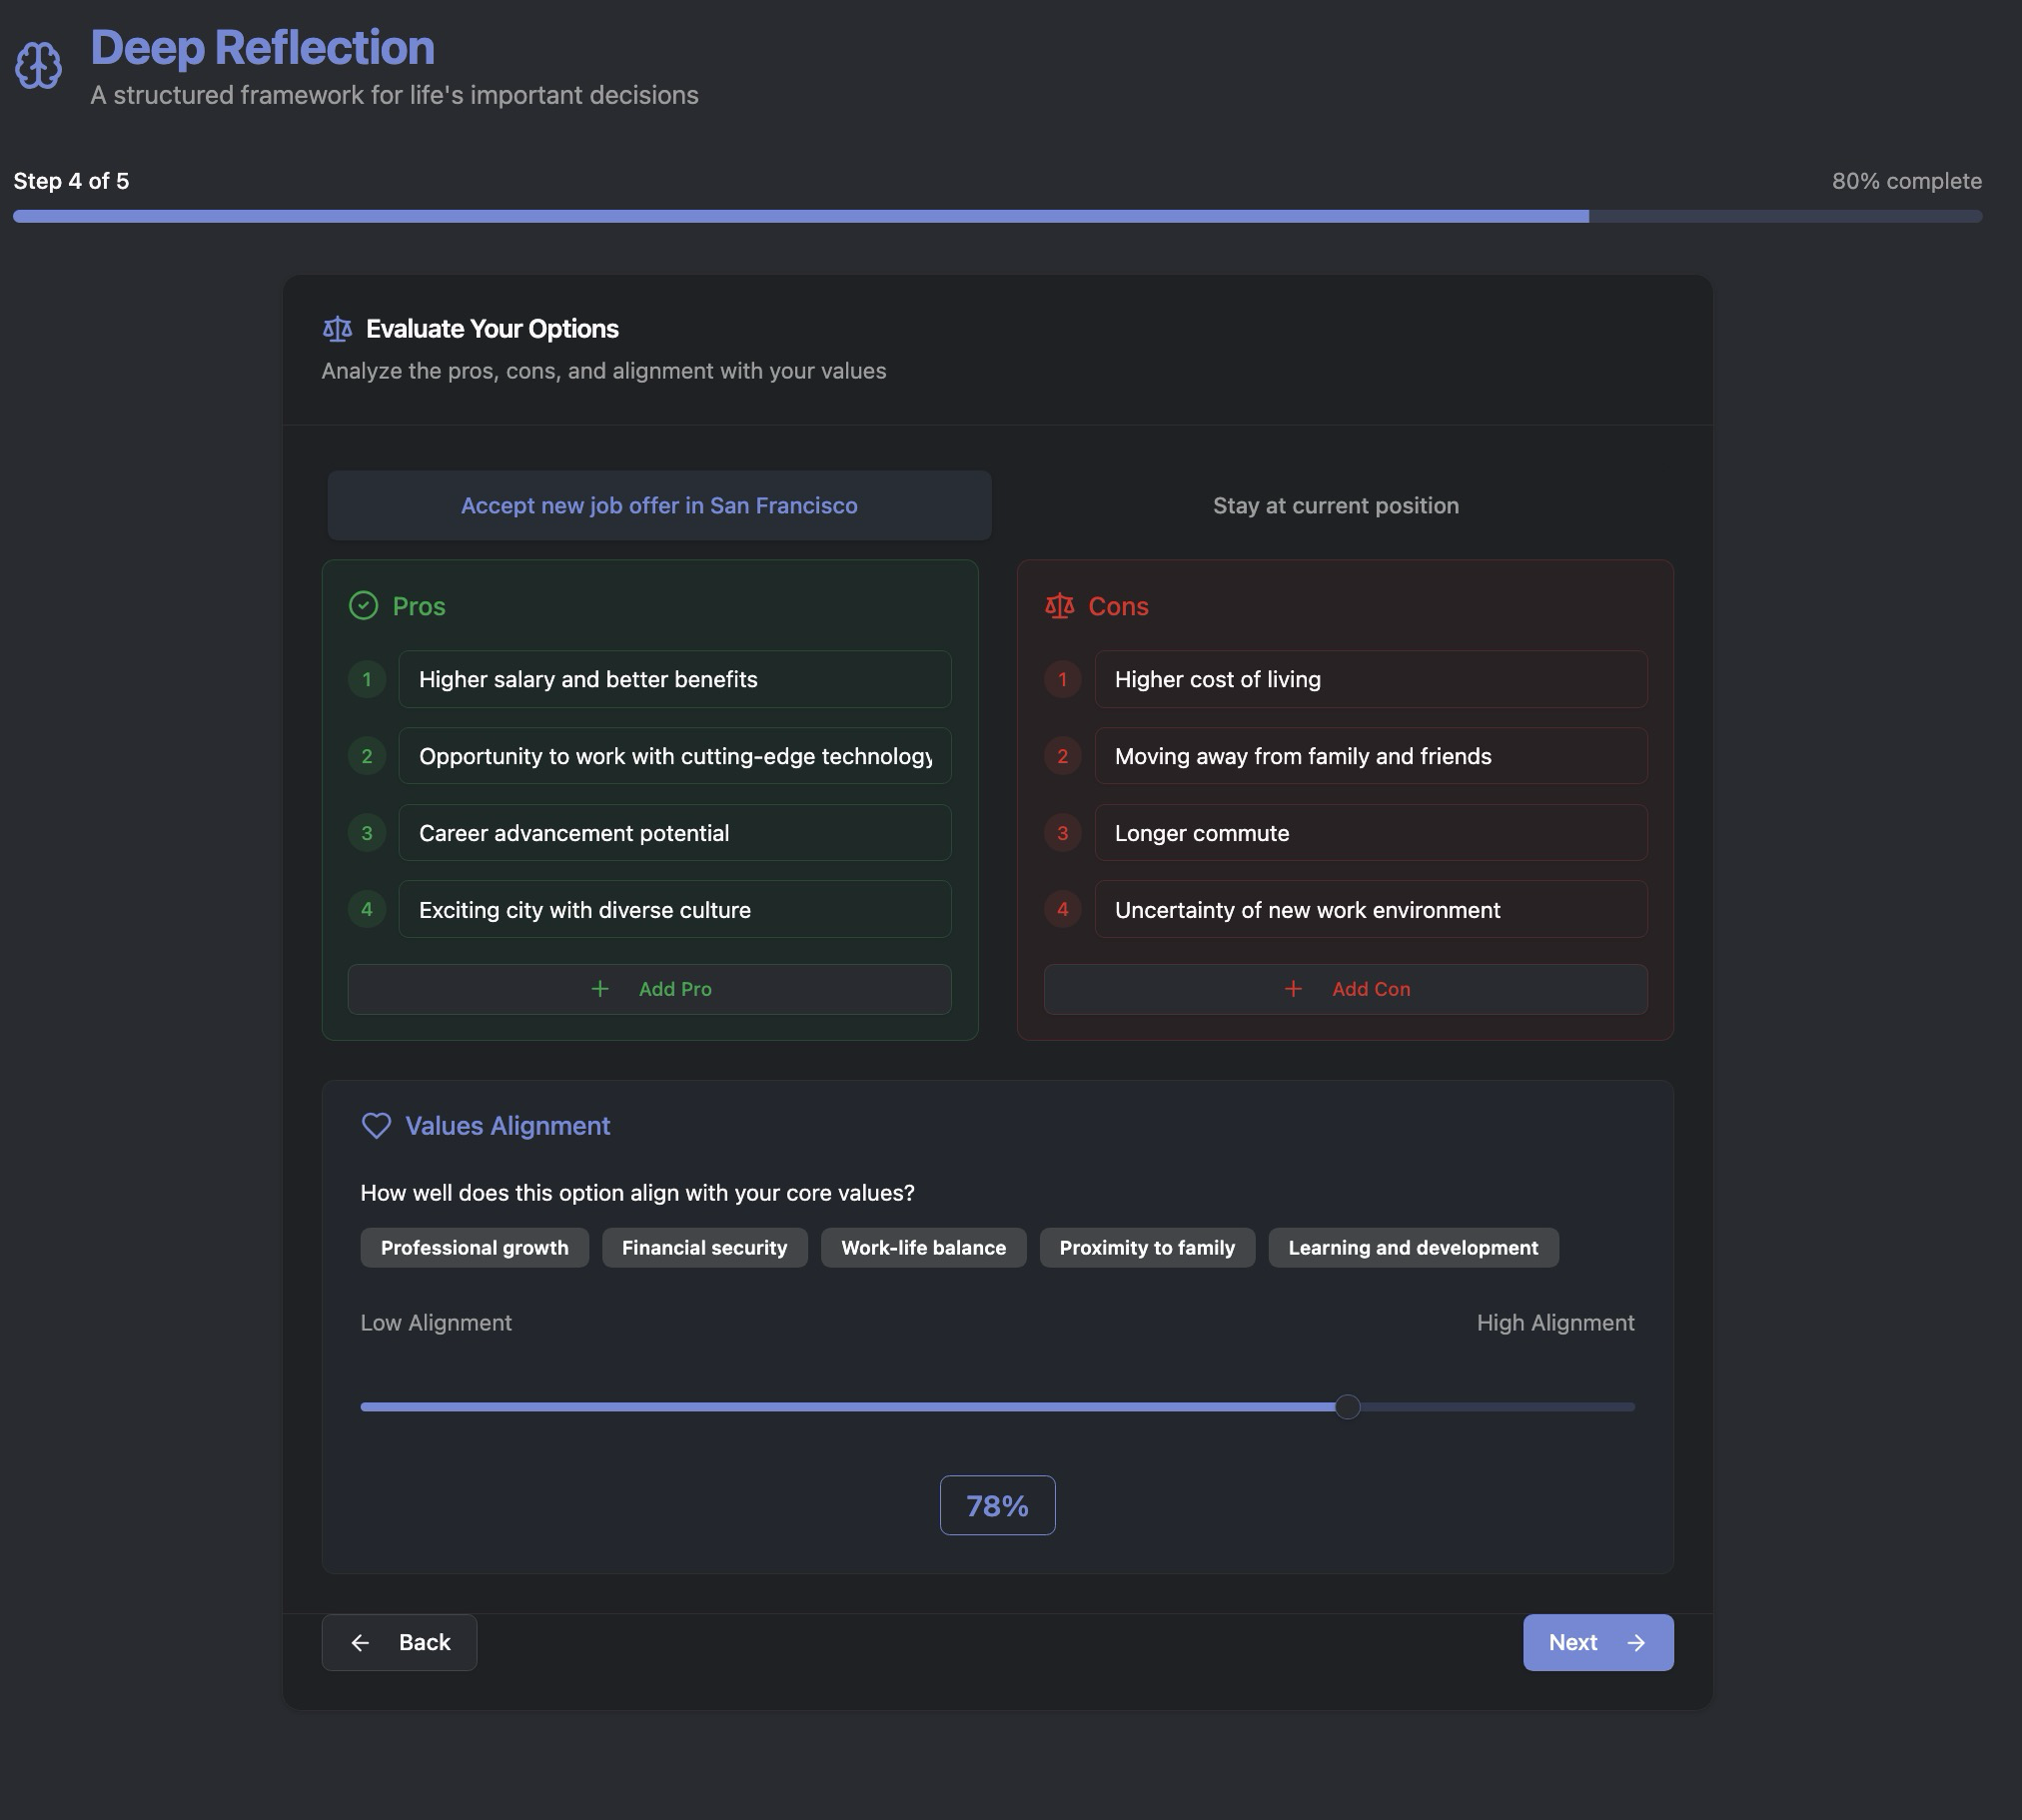 Deep Reflection
A structured framework for life's important decisions
Step 4 of 5
80% complete
Evaluate Your Options
Analyze the pros, cons, and alignment with your values
Accept new job offer in San Francisco
Stay at current position
Pros
1 Higher salary and better benefits
2 Opportunity to work with cutting-edge technology
3 Career advancement potential
4 Exciting city with diverse culture
+ Add Pro
Cons
1 Higher cost of living
2 Moving away from family and friends
3 Longer commute
4 Uncertainty of new work environment
+ Add Con
Values Alignment
How well does this option align with your core values?
Professional growth Financial security Work-life balance Proximity to family Learning and development
Low Alignment
High Alignment
78%
← Back
Next →